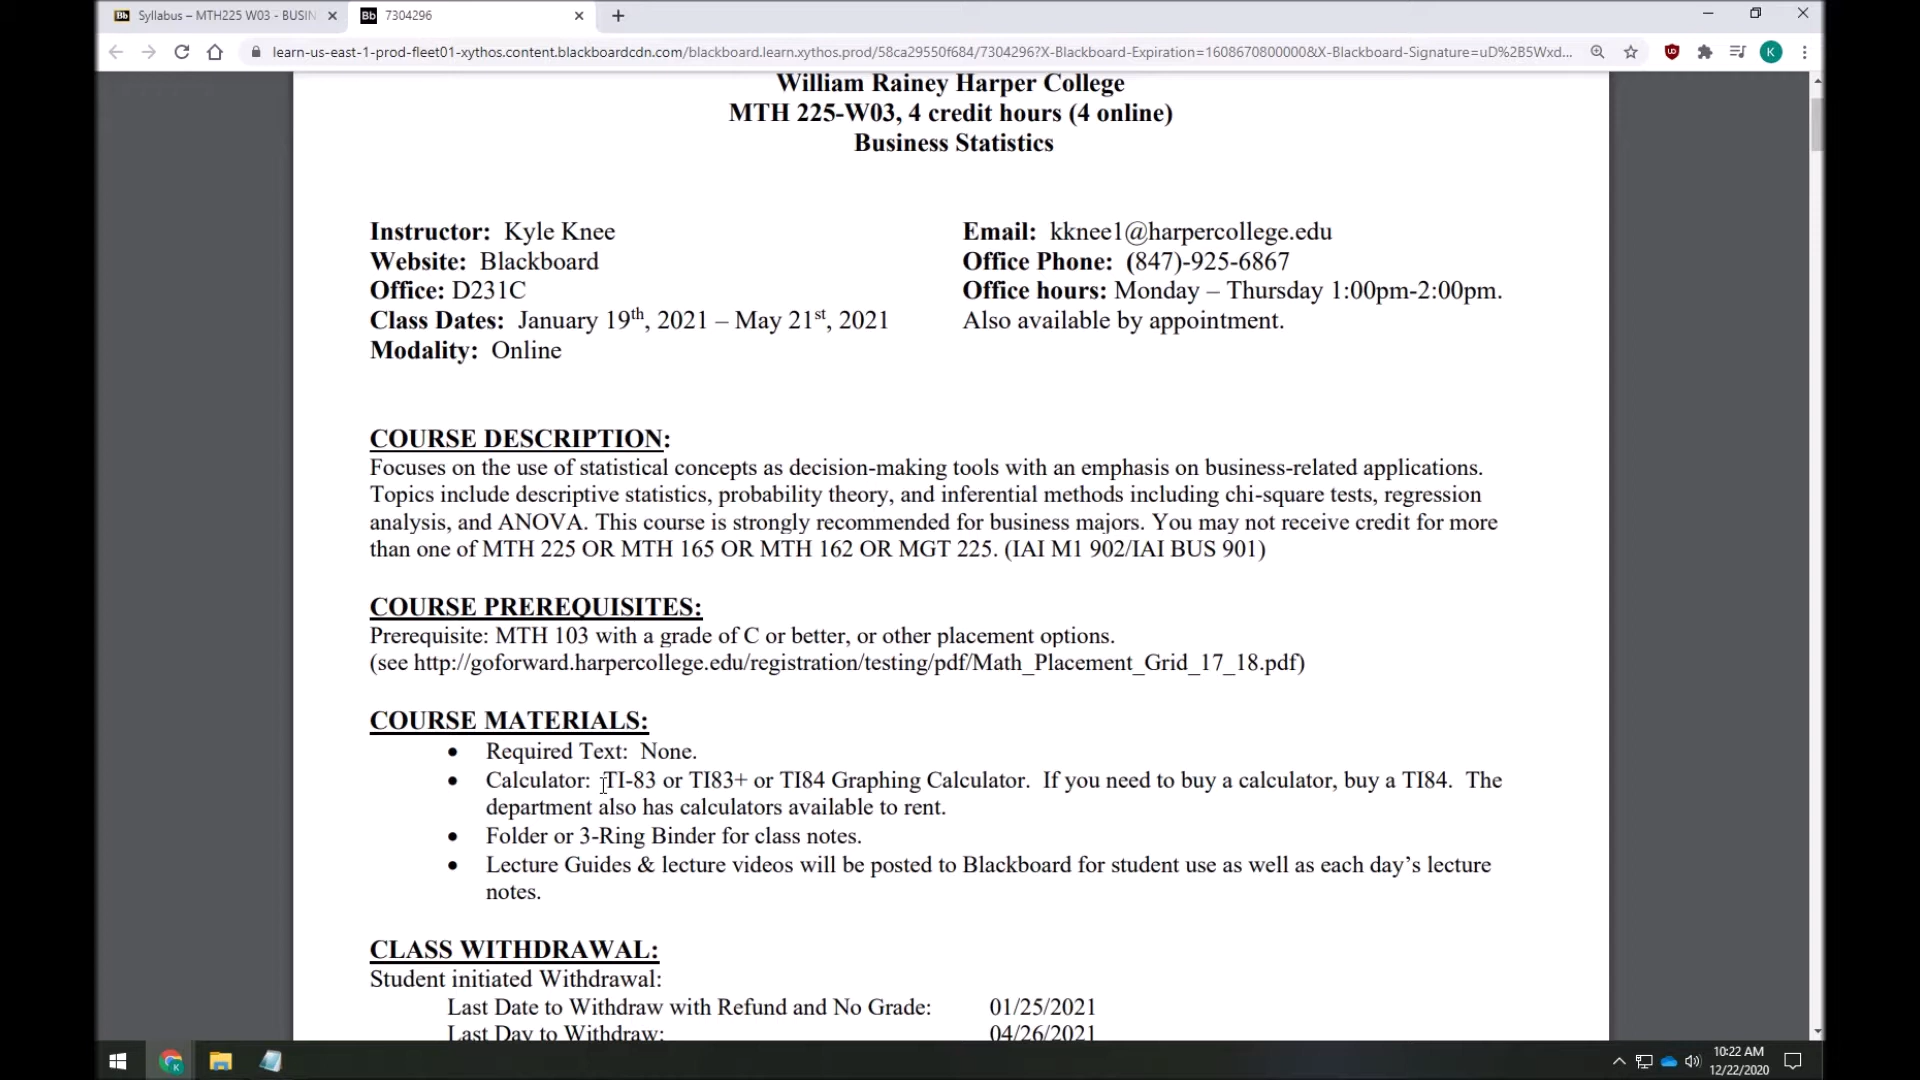 Syllabus – MTH225 W03 - BUSIN
7304296
learn-us-east-1-prod-fleet01-xythos.content.blackboardcdn.com/blackboard.learn.xythos.prod/58ca29550f684/7304296?X-Blackboard-Expiration=1608670800000&X-Blackboard-Signature=uD%2B5Wxd...
William Rainey Harper College
MTH 225-W03, 4 credit hours (4 online)
Business Statistics
Instructor: Kyle Knee
Website: Blackboard
Office: D231C
Class Dates: January 19th, 2021 – May 21st, 2021
Modality: Online
Email: kknee1@harpercollege.edu
Office Phone: (847)-925-6867
Office hours: Monday – Thursday 1:00pm-2:00pm.
Also available by appointment.
COURSE DESCRIPTION:
Focuses on the use of statistical concepts as decision-making tools with an emphasis on business-related applications.
Topics include descriptive statistics, probability theory, and inferential methods including chi-square tests, regression
analysis, and ANOVA. This course is strongly recommended for business majors. You may not receive credit for more
than one of MTH 225 OR MTH 165 OR MTH 162 OR MGT 225. (IAI M1 902/IAI BUS 901)
COURSE PREREQUISITES:
Prerequisite: MTH 103 with a grade of C or better, or other placement options.
(see http://goforward.harpercollege.edu/registration/testing/pdf/Math_Placement_Grid_17_18.pdf)
COURSE MATERIALS:
• Required Text: None.
• Calculator: TI-83 or TI83+ or TI84 Graphing Calculator. If you need to buy a calculator, buy a TI84. The
department also has calculators available to rent.
• Folder or 3-Ring Binder for class notes.
• Lecture Guides & lecture videos will be posted to Blackboard for student use as well as each day's lecture
notes.
CLASS WITHDRAWAL:
Student initiated Withdrawal:
Last Date to Withdraw with Refund and No Grade: 01/25/2021
Last Day to Withdraw: 04/26/2021
10:22 AM
12/22/2020